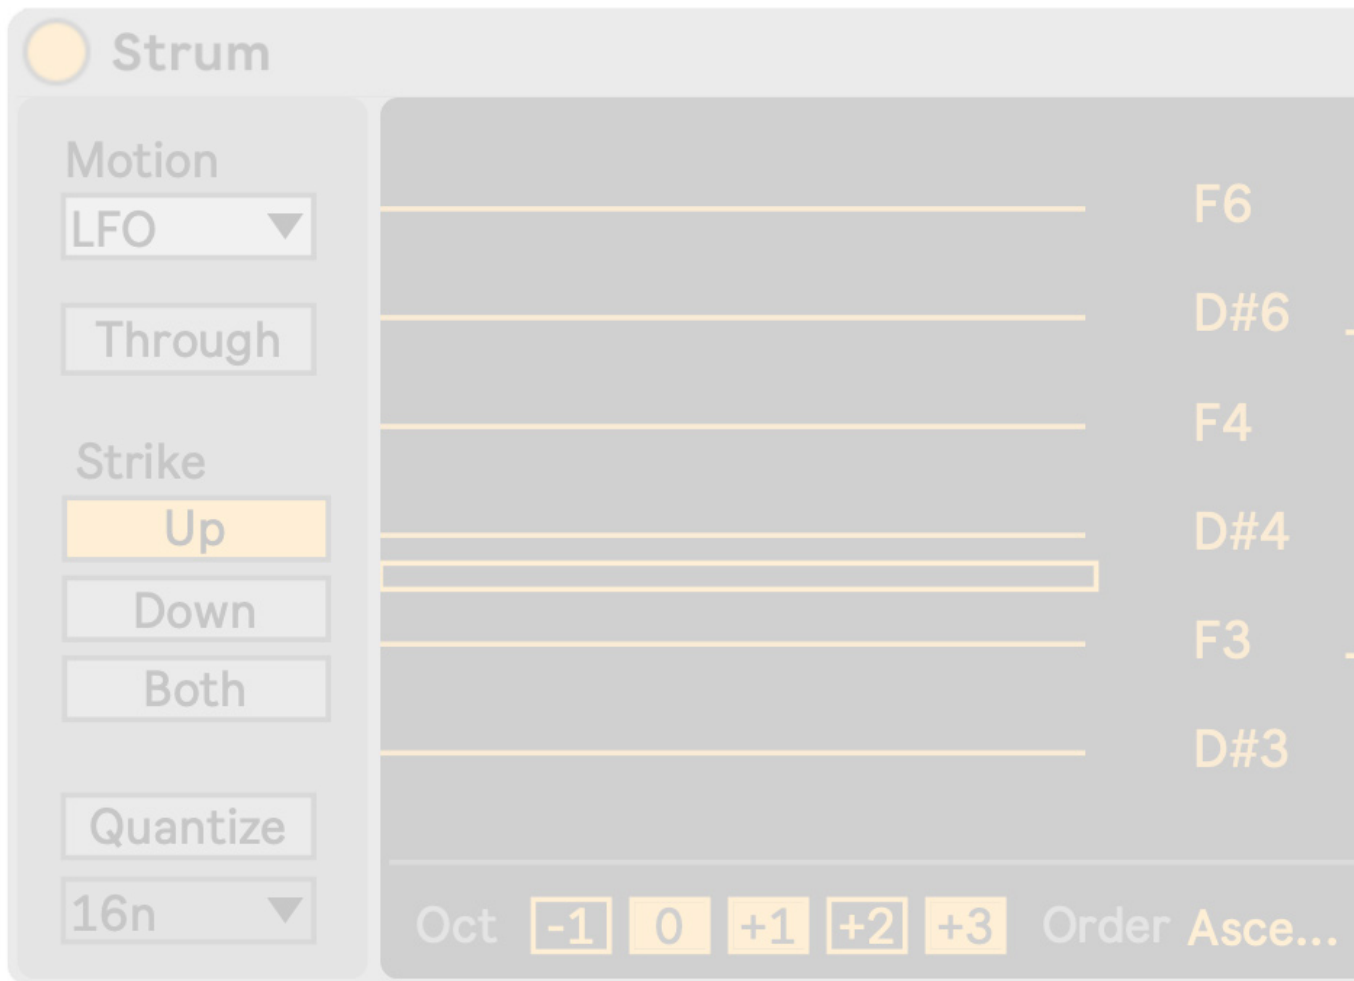 Strum
Motion
LFO
Through
Strike
Up
Down
Both
Quantize
16n
F6
D#6
F4
D#4
F3
D#3
Oct -1 0 +1 +2 +3 Order Asce...